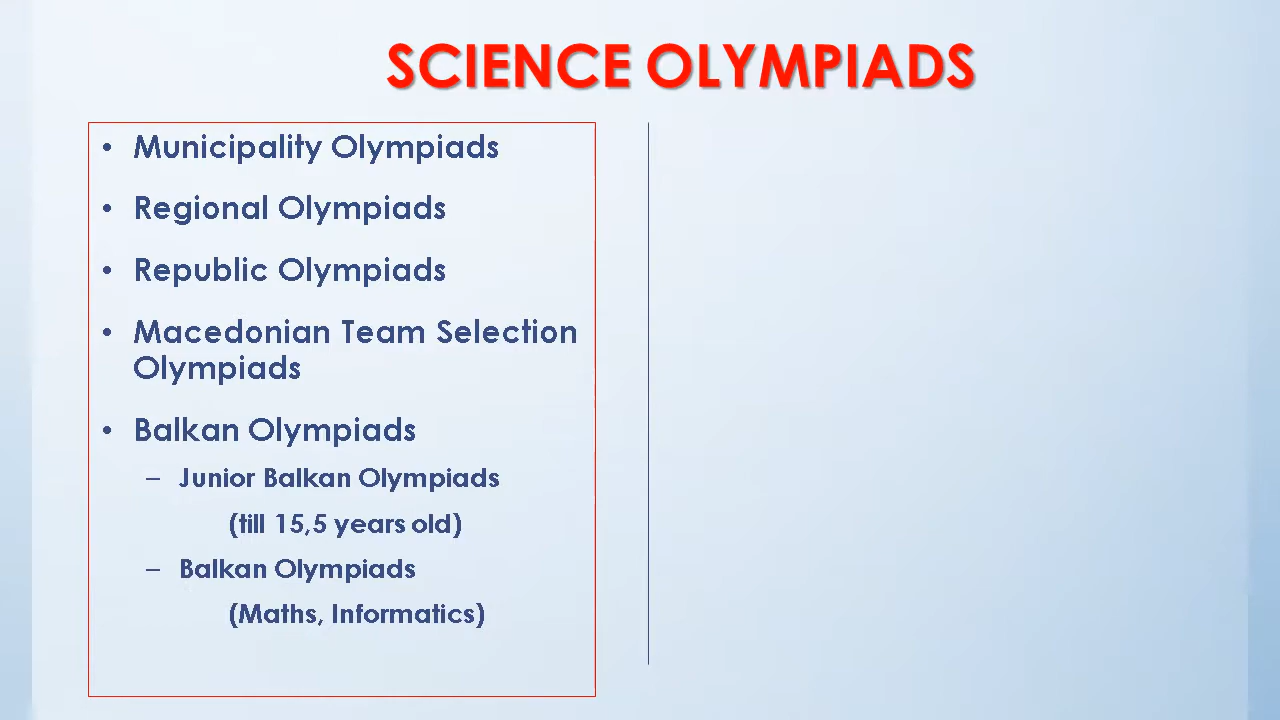 SCIENCE OLYMPIADS
• Municipality Olympiads
• Regional Olympiads
• Republic Olympiads
• Macedonian Team Selection
Olympiads
• Balkan Olympiads
– Junior Balkan Olympiads
(till 15,5 years old)
– Balkan Olympiads
(Maths, Informatics)